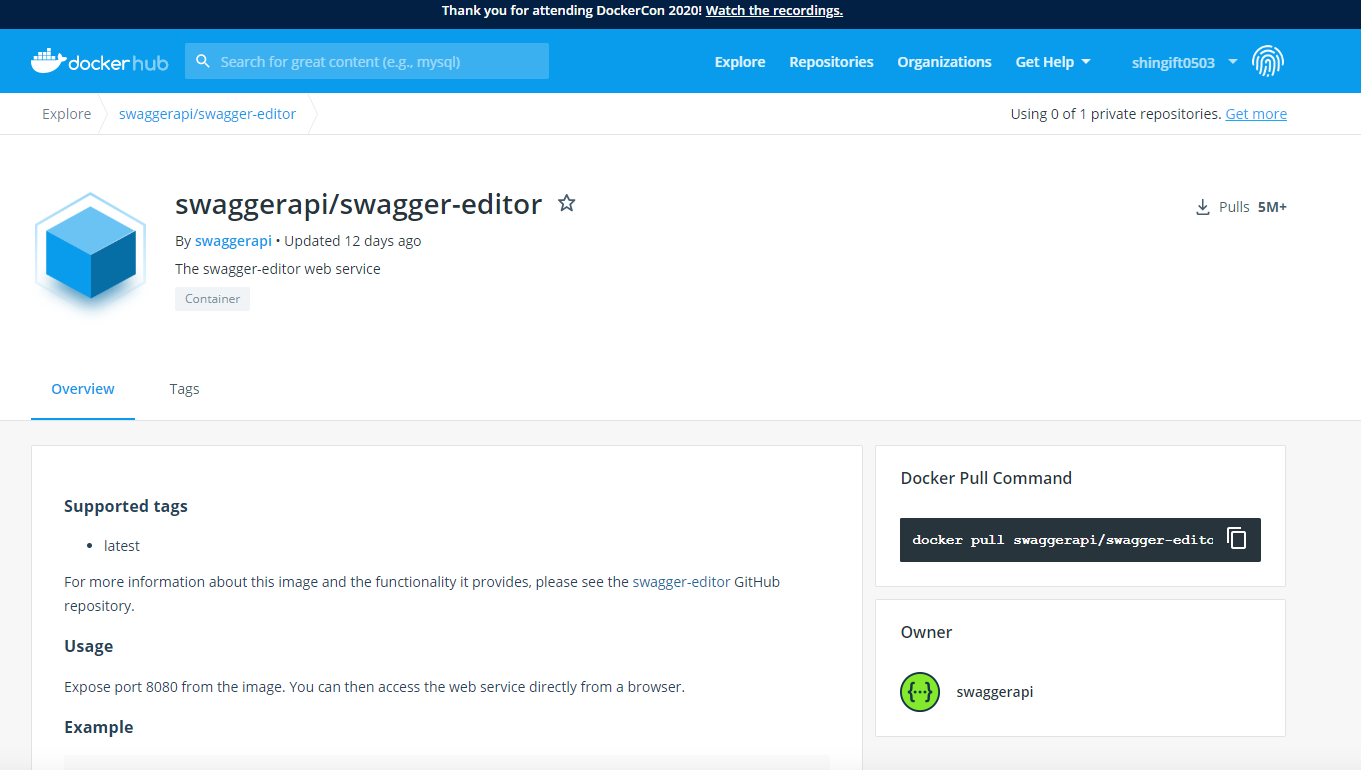 Thank you for attending DockerCon 2020! Watch the recordings.
docker hub
Search for great content (e.g., mysql)
Explore
Repositories
Organizations
Get Help
shingift0503
Explore
swaggerapi/swagger-editor
Using 0 of 1 private repositories. Get more
swaggerapi/swagger-editor
Pulls 5M+
By swaggerapi • Updated 12 days ago
The swagger-editor web service
Container
Overview
Tags
Supported tags
• latest
For more information about this image and the functionality it provides, please see the swagger-editor GitHub
repository.
Usage
Expose port 8080 from the image. You can then access the web service directly from a browser.
Example
Docker Pull Command
docker pull swaggerapi/swagger-edito
Owner
{···}
swaggerapi